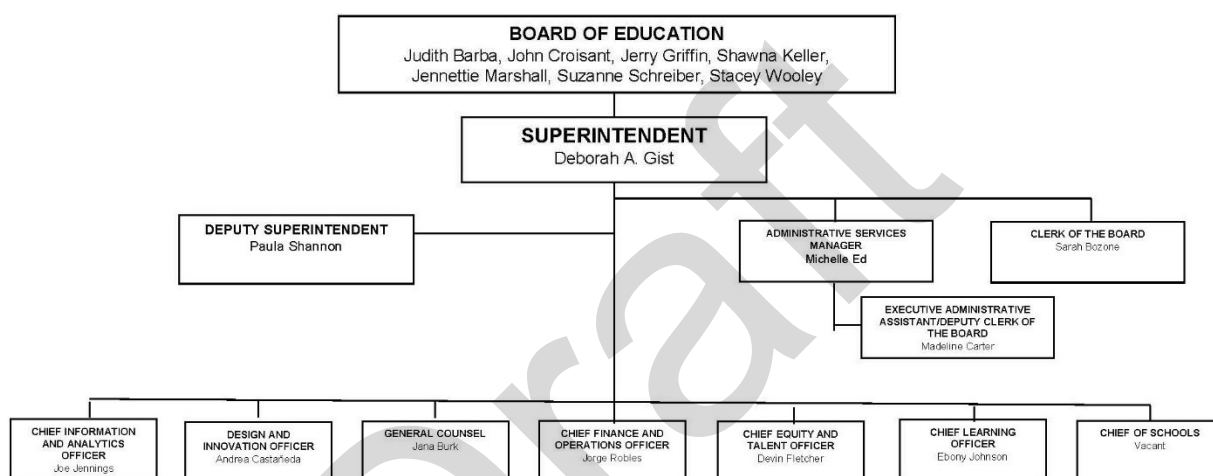 BOARD OF EDUCATION
Judith Barba, John Croisant, Jerry Griffin, Shawna Keller,
Jennettie Marshall, Suzanne Schreiber, Stacey Wooley
SUPERINTENDENT
Deborah A. Gist
DEPUTY SUPERINTENDENT
Paula Shannon
ADMINISTRATIVE SERVICES
MANAGER
Michelle Ed
CLERK OF THE BOARD
Sarah Bozone
EXECUTIVE ADMINISTRATIVE
ASSISTANT/DEPUTY CLERK OF
THE BOARD
Madeline Carter
CHIEF INFORMATION
AND ANALYTICS
OFFICER
Joe Jennings
DESIGN AND
INNOVATION OFFICER
Andrea Castañeda
GENERAL COUNSEL
Jana Burk
CHIEF FINANCE AND
OPERATIONS OFFICER
Jorge Robles
CHIEF EQUITY AND
TALENT OFFICER
Devin Fletcher
CHIEF LEARNING
OFFICER
Ebony Johnson
CHIEF OF SCHOOLS
Vacant
Draft